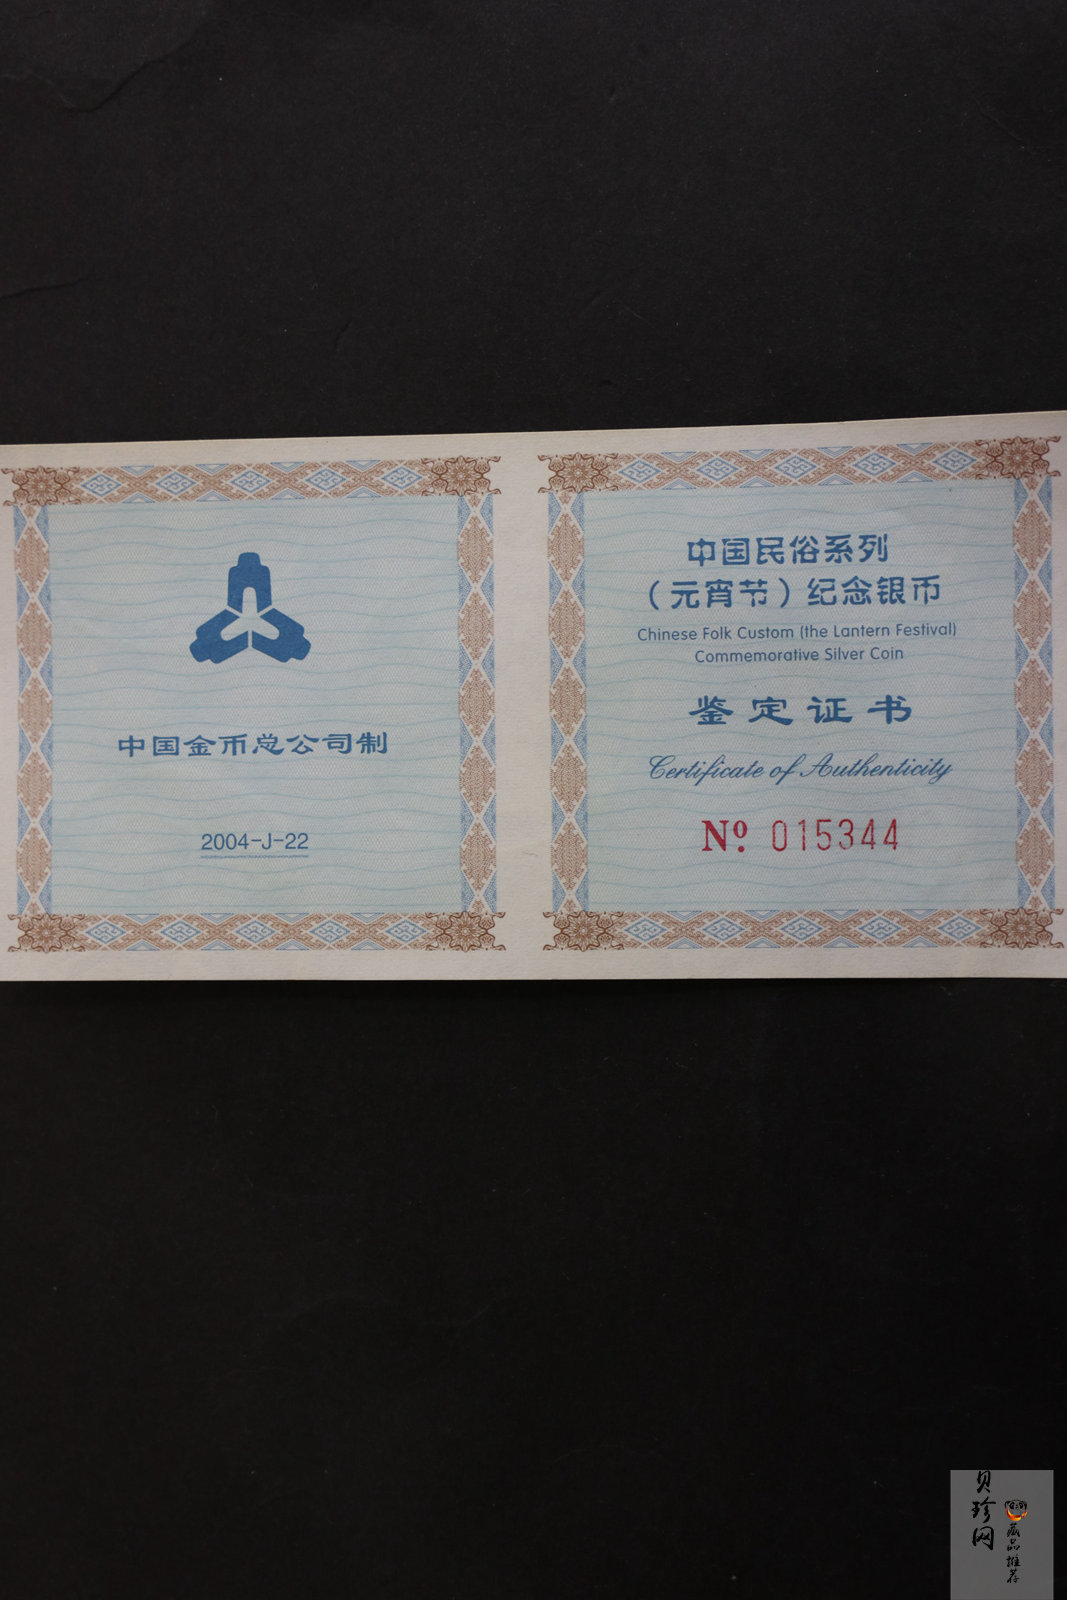 中国金币总公司制
2004-J-22
中国民俗系列
（元宵节）纪念银币
Chinese Folk Custom (the Lantern Festival)
Commemorative Silver Coin
鉴定证书
Certificate of Authenticity
Nº 015344
贝珍网
藏品推荐